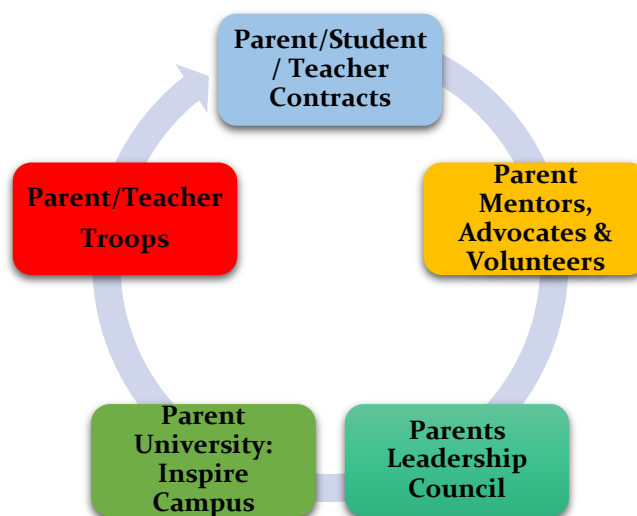 Parent/Student
/ Teacher
Contracts
Parent
Mentors,
Advocates &
Volunteers
Parents
Leadership
Council
Parent
University:
Inspire
Campus
Parent/Teacher
Troops